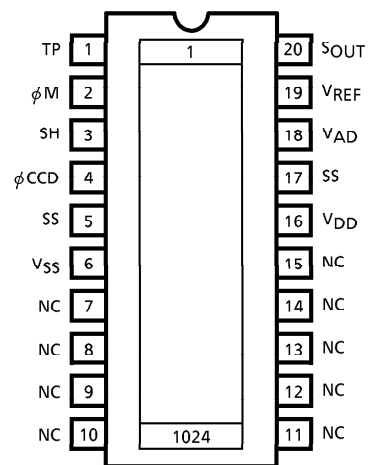 TP 1 1 20 SOUT
φM 2 19 VREF
SH 3 18 VAD
φCCD 4 17 SS
SS 5 16 VDD
VSS 6 15 NC
NC 7 14 NC
NC 8 13 NC
NC 9 12 NC
NC 10 1024 11 NC